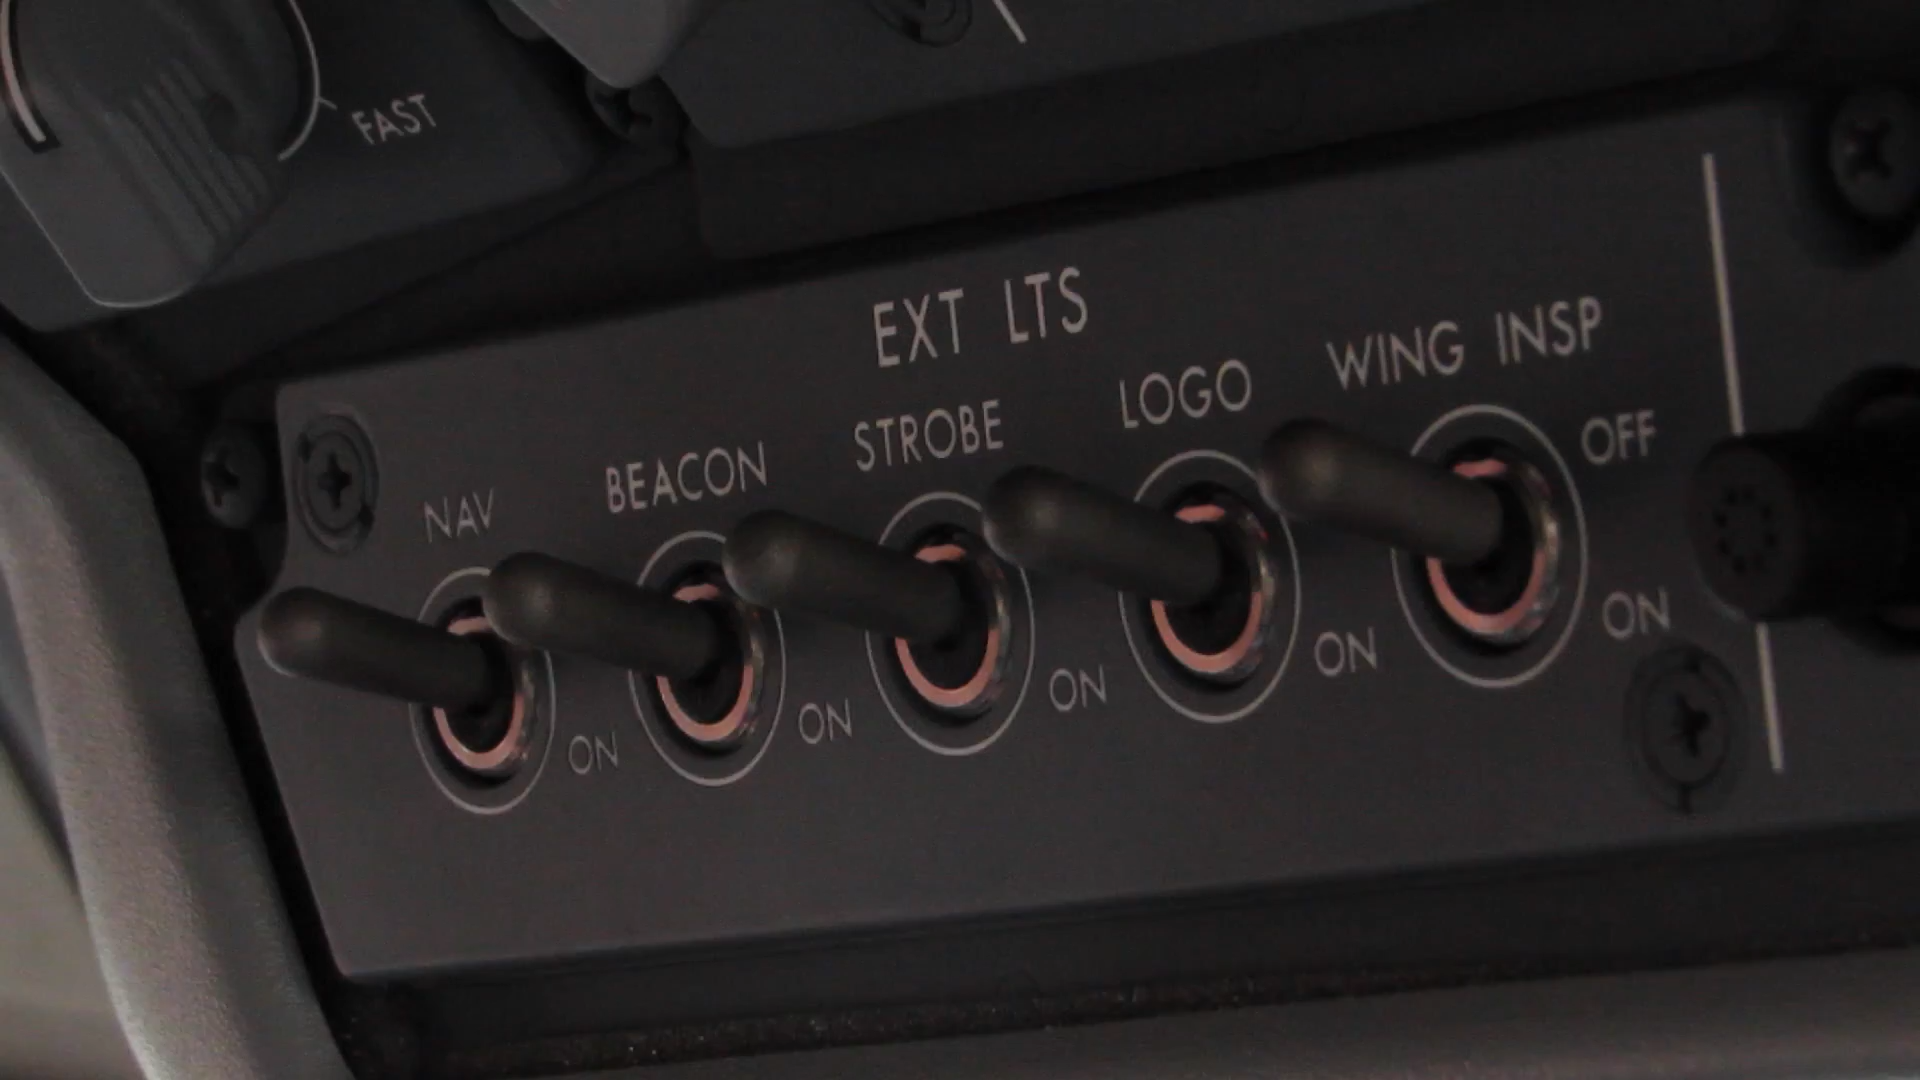 FAST
EXT LTS
NAV BEACON STROBE LOGO WING INSP
OFF
ON ON ON ON ON